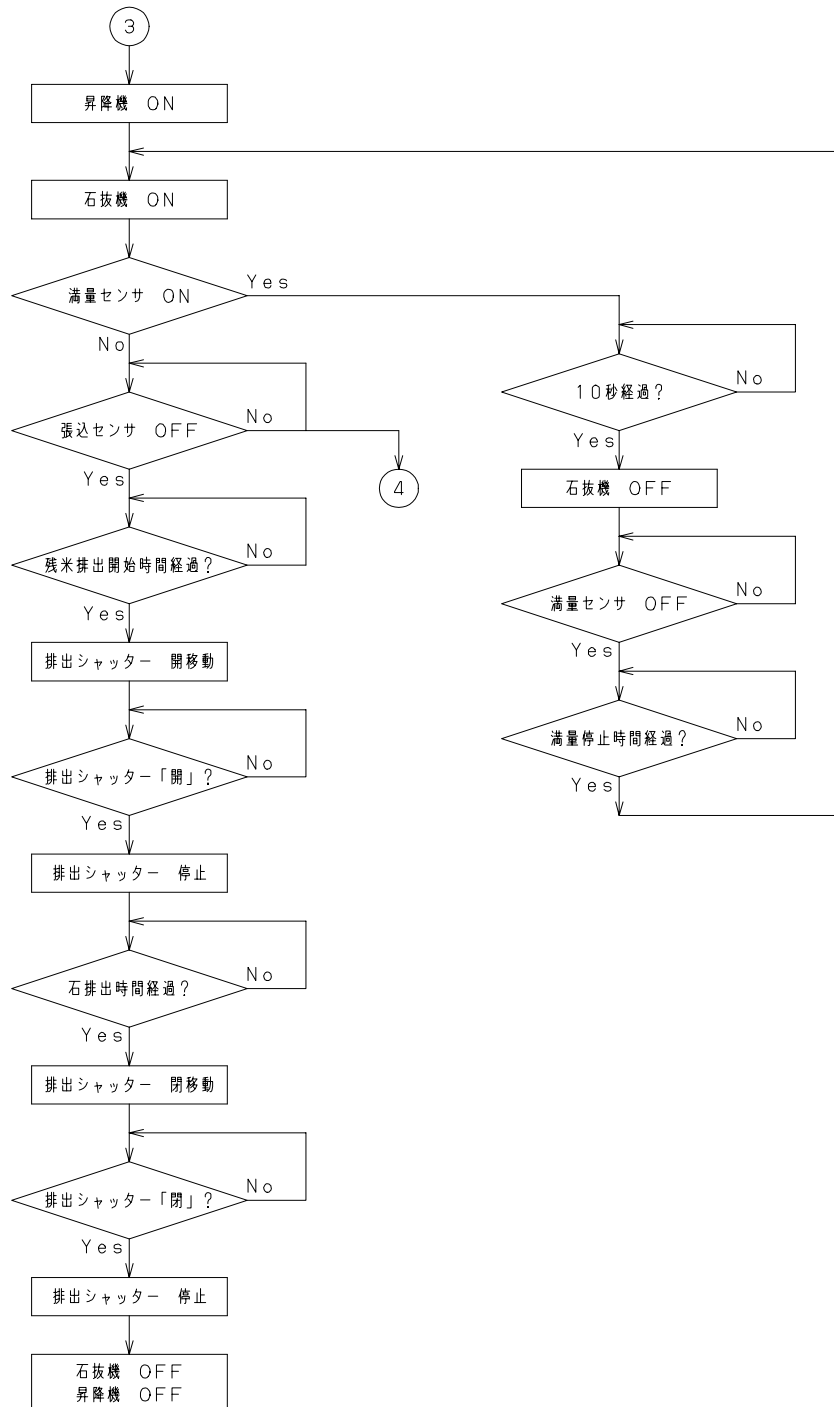 3
昇降機　ON
石抜機　ON
満量センサ　ON
Yes
No
10秒経過?
No
Yes
張込センサ　OFF
No
Yes
4
石抜機　OFF
残米排出開始時間経過?
No
Yes
満量センサ　OFF
No
Yes
排出シャッター　開移動
満量停止時間経過?
No
Yes
排出シャッター「開」?
No
Yes
排出シャッター　停止
石排出時間経過?
No
Yes
排出シャッター　閉移動
排出シャッター「閉」?
No
Yes
排出シャッター　停止
石抜機　OFF
昇降機　OFF